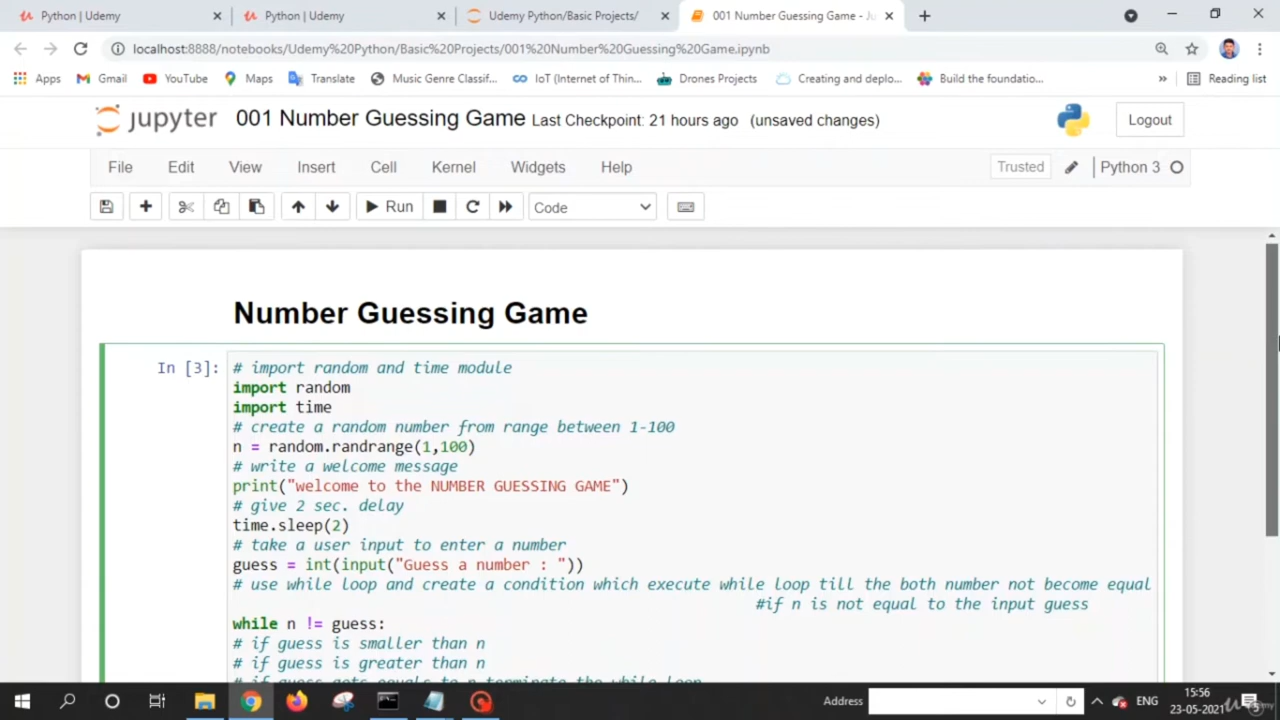 Python | Udemy
Python | Udemy
Udemy Python/Basic Projects/
001 Number Guessing Game - Ju
localhost:8888/notebooks/Udemy%20Python/Basic%20Projects/001%20Number%20Guessing%20Game.ipynb
Apps Gmail YouTube Maps Translate Music Genre Classif... IoT (Internet of Thin... Drones Projects Creating and deplo... Build the foundatio... » Reading list
jupyter 001 Number Guessing Game Last Checkpoint: 21 hours ago (unsaved changes) Logout
File Edit View Insert Cell Kernel Widgets Help Trusted Python 3
Run Code
Number Guessing Game
In [3]: # import random and time module
import random
import time
# create a random number from range between 1-100
n = random.randrange(1,100)
# write a welcome message
print("welcome to the NUMBER GUESSING GAME")
# give 2 sec. delay
time.sleep(2)
# take a user input to enter a number
guess = int(input("Guess a number : "))
# use while loop and create a condition which execute while loop till the both number not become equal
#if n is not equal to the input guess
while n != guess:
# if guess is smaller than n
# if guess is greater than n
# if guess gets equals to n terminate the while loop
Address ENG 15:56
23-05-2021